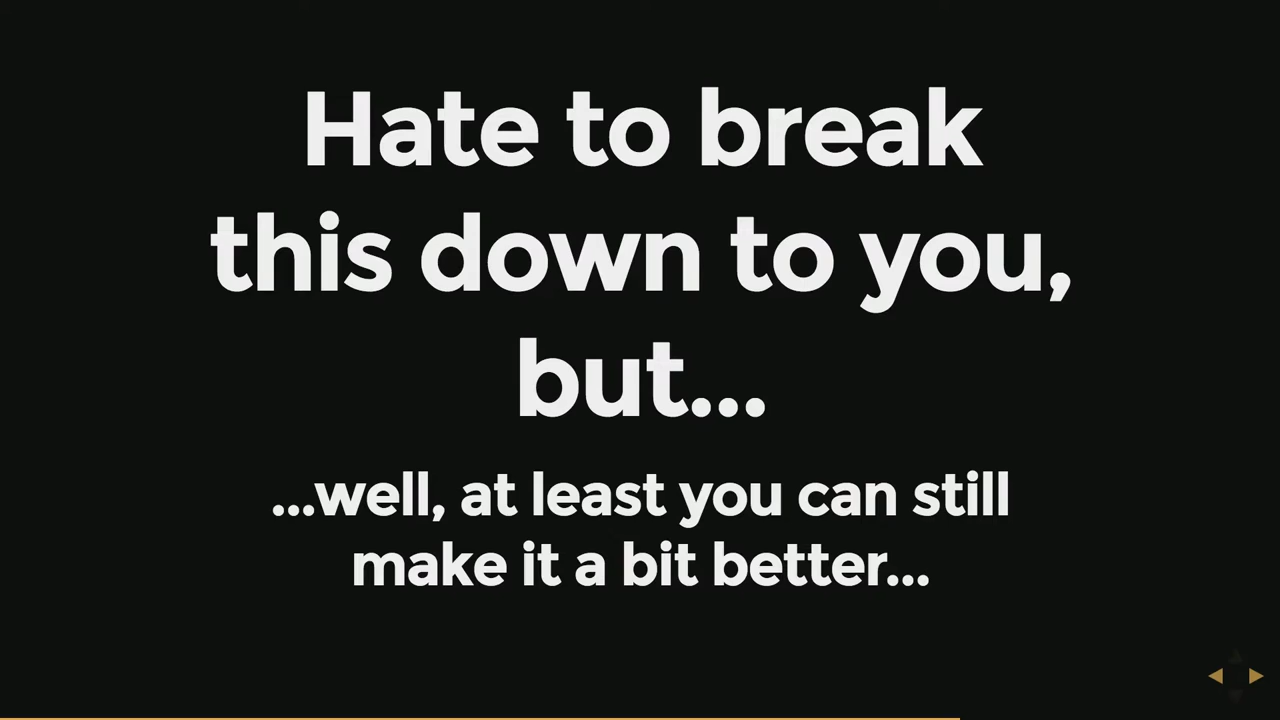 Hate to break
this down to you,
but...
...well, at least you can still
make it a bit better...